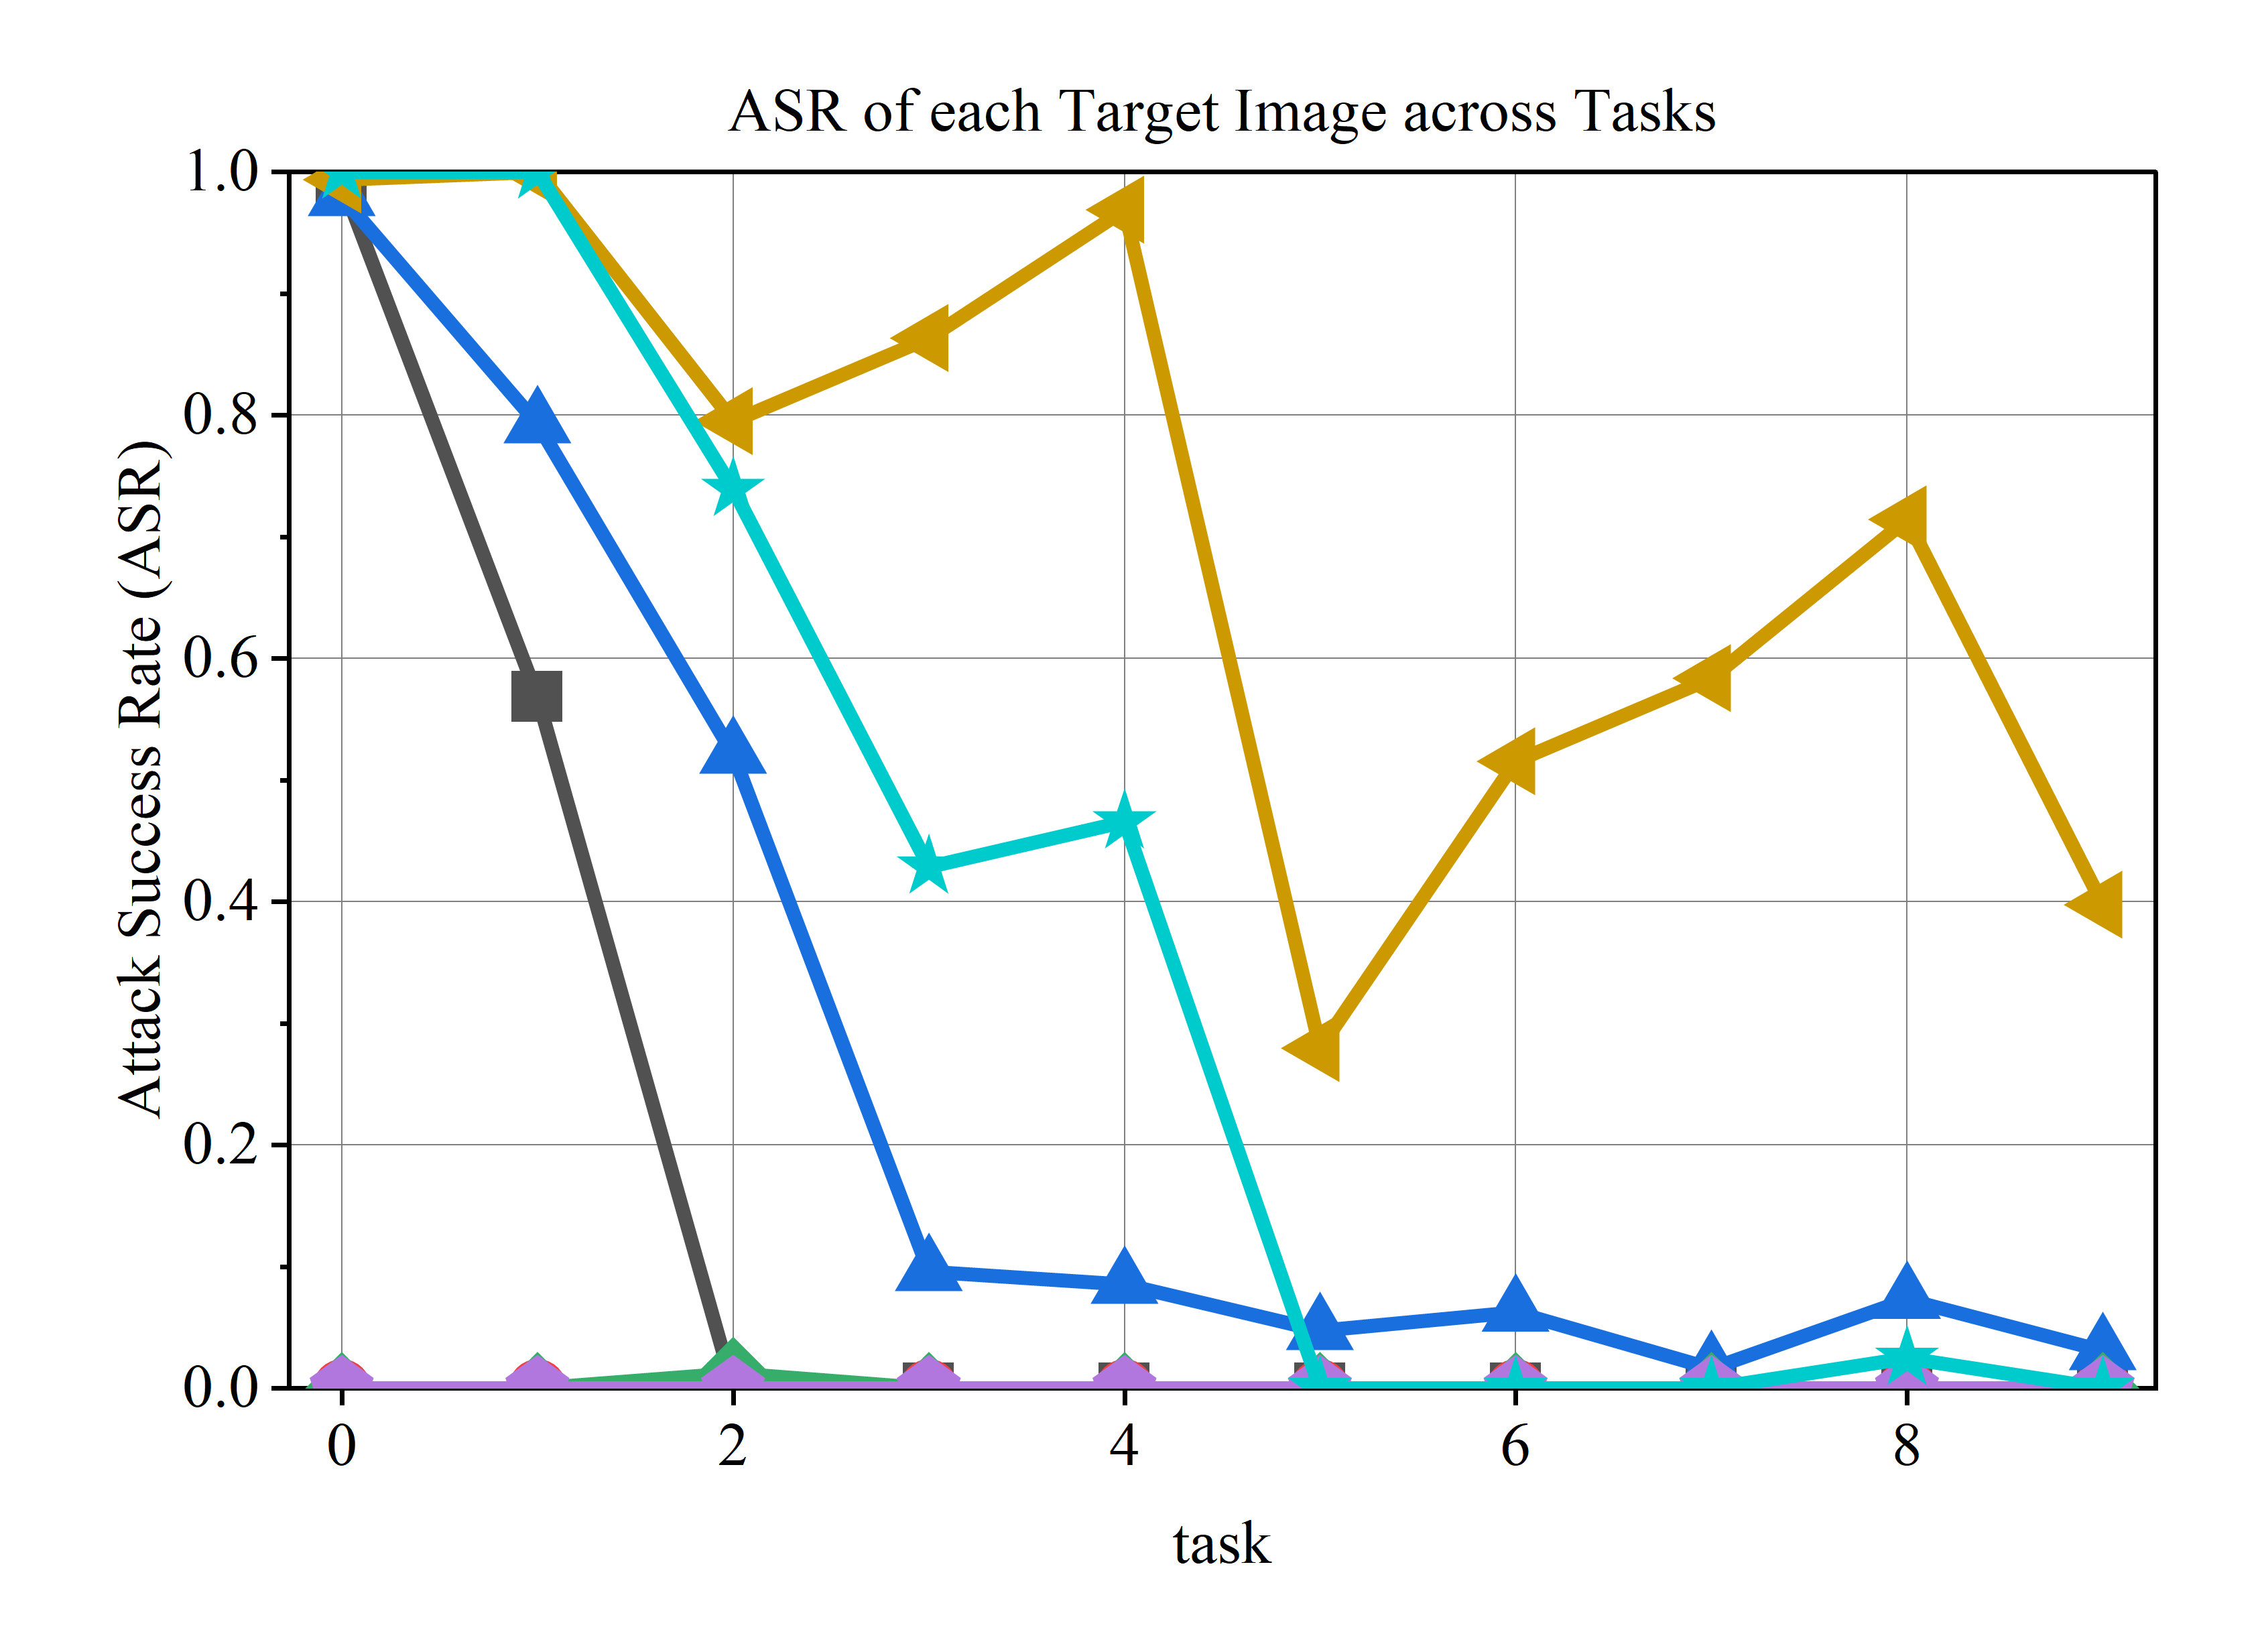 ASR of each Target Image across Tasks
1.0
0.8
0.6
0.4
0.2
0.0
Attack Success Rate (ASR)
0 2 4 6 8
task